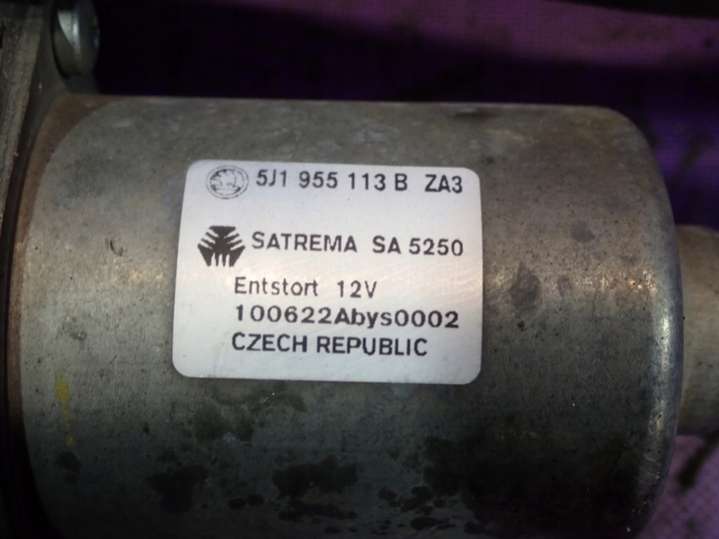 5J1 955 113 B ZA3
SATREMA SA 5250
Entstort 12V
100622Abys0002
CZECH REPUBLIC